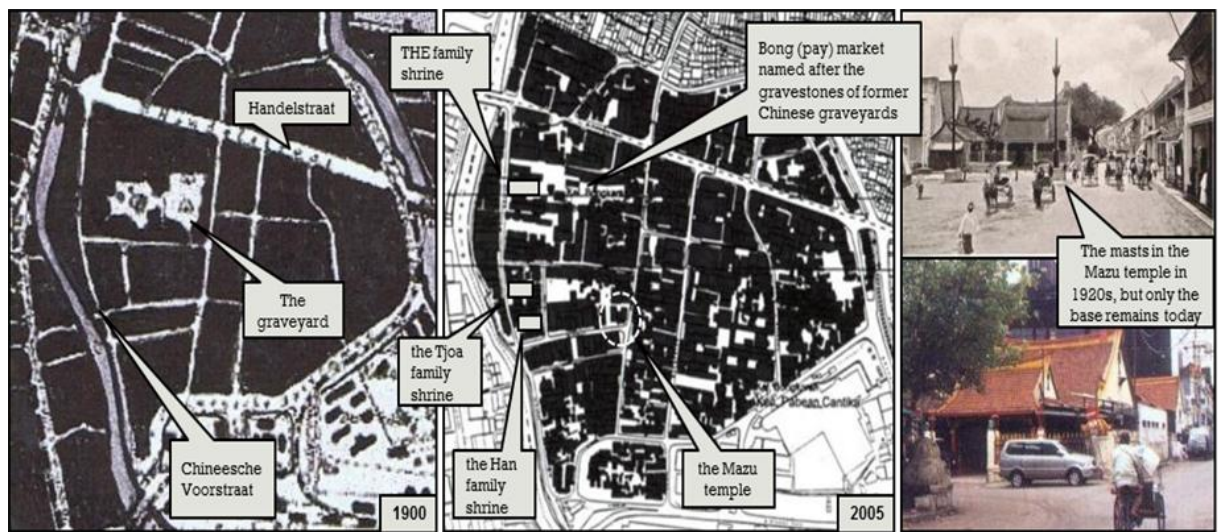 Handelstraat
The
graveyard
Chineesche
Voorstraat
1900
THE family
shrine
Bong (pay) market
named after the
gravestones of former
Chinese graveyards
the Tjoa
family
shrine
the Han
family
shrine
the Mazu
temple
2005
The masts in the
Mazu temple in
1920s, but only the
base remains today